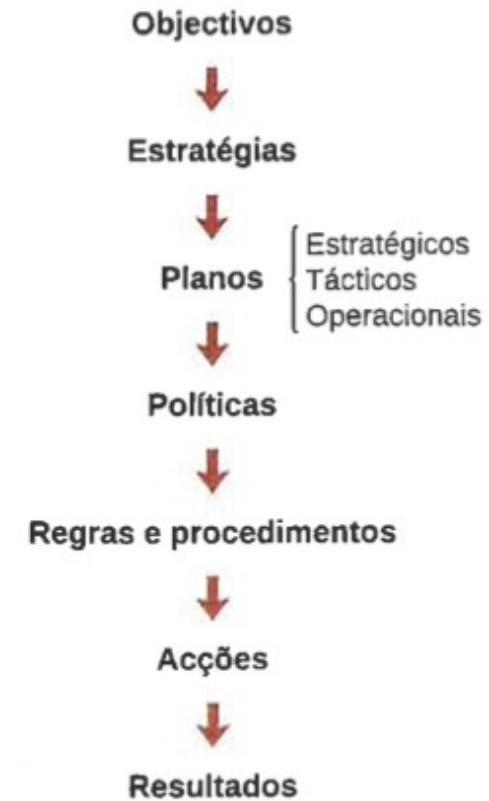 Objectivos
Estratégias
Planos
Estratégicos
Tácticos
Operacionais
Políticas
Regras e procedimentos
Acções
Resultados